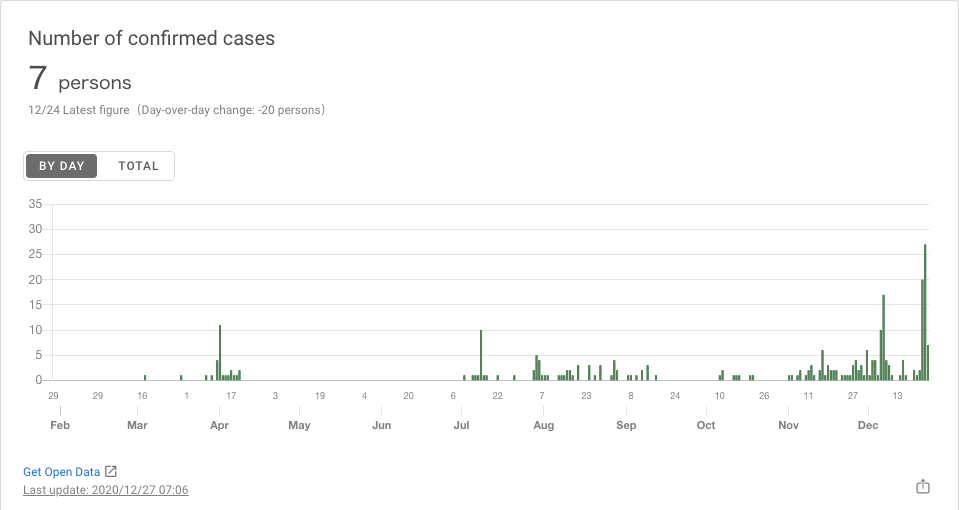 Number of confirmed cases
7 persons
12/24 Latest figure (Day-over-day change: -20 persons)
BY DAY TOTAL
35
30
25
20
15
10
5
0
29 29 16 1 17 3 19 4 20 6 22 7 23 8 24 10 26 11 27 13
Feb Mar Apr May Jun Jul Aug Sep Oct Nov Dec
Get Open Data
Last update: 2020/12/27 07:06